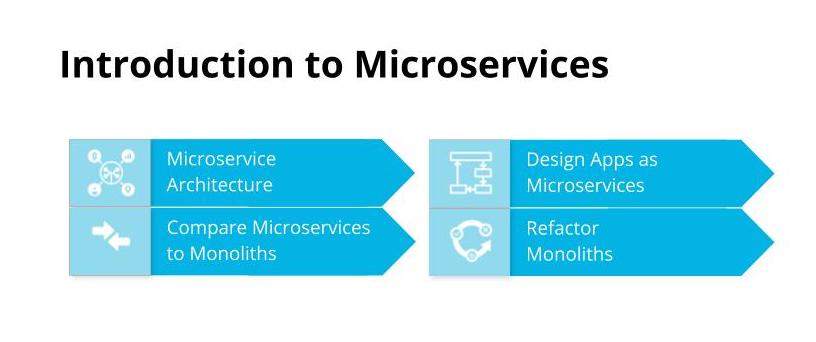 Introduction to Microservices
Microservice
Architecture
Compare Microservices
to Monoliths
Design Apps as
Microservices
Refactor
Monoliths